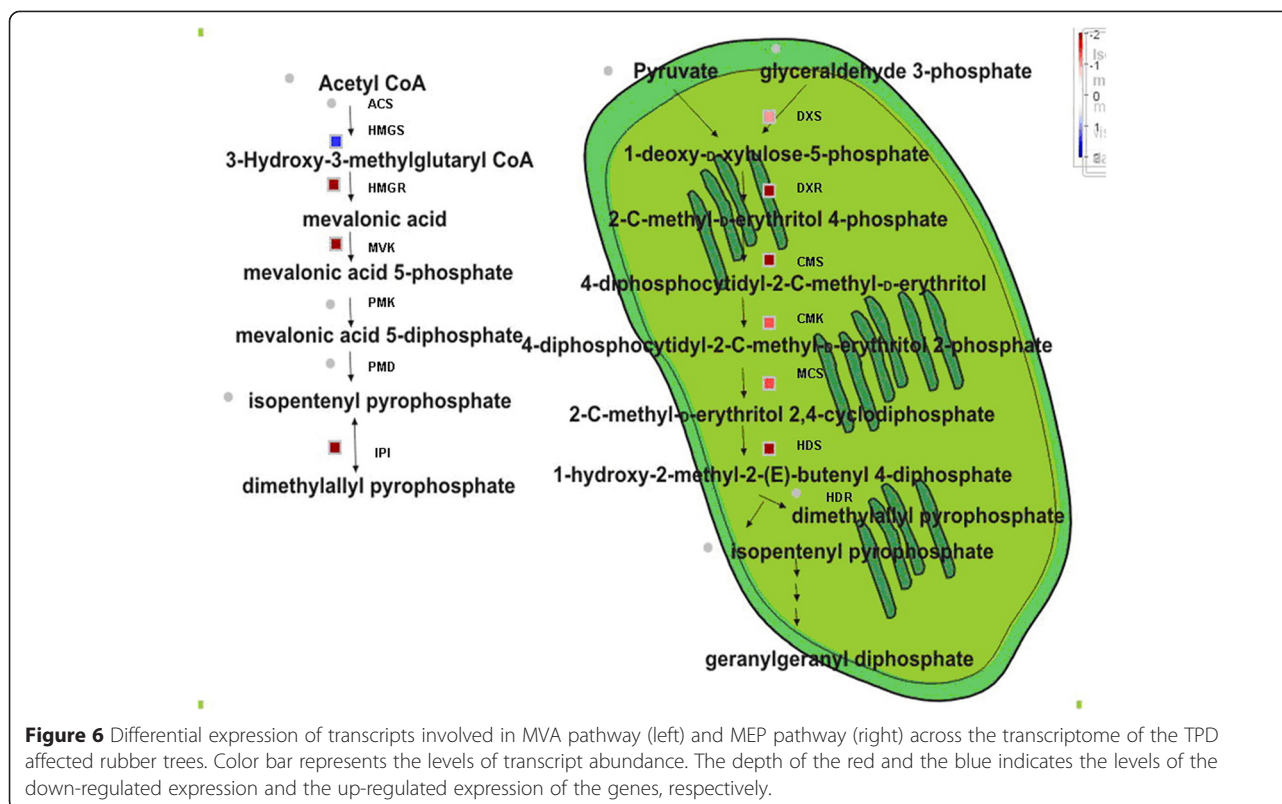 Acetyl CoA
ACS
HMGS
3-Hydroxy-3-methylglutaryl CoA
HMGR
mevalonic acid
MVK
mevalonic acid 5-phosphate
PMK
mevalonic acid 5-diphosphate
PMD
isopentenyl pyrophosphate
IPI
dimethylallyl pyrophosphate
Pyruvate
glyceraldehyde 3-phosphate
DXS
1-deoxy-D-xylulose-5-phosphate
DXR
2-C-methyl-D-erythritol 4-phosphate
CMS
4-diphosphocytidyl-2-C-methyl-D-erythritol
CMK
4-diphosphocytidyl-2-C-methyl-D-erythritol 2-phosphate
MCS
2-C-methyl-D-erythritol 2,4-cyclodiphosphate
HDS
1-hydroxy-2-methyl-2-(E)-butenyl 4-diphosphate
HDR
dimethylallyl pyrophosphate
isopentenyl pyrophosphate
geranylgeranyl diphosphate
-2
-1
0
1
2
Figure 6 Differential expression of transcripts involved in MVA pathway (left) and MEP pathway (right) across the transcriptome of the TPD
affected rubber trees. Color bar represents the levels of transcript abundance. The depth of the red and the blue indicates the levels of the
down-regulated expression and the up-regulated expression of the genes, respectively.